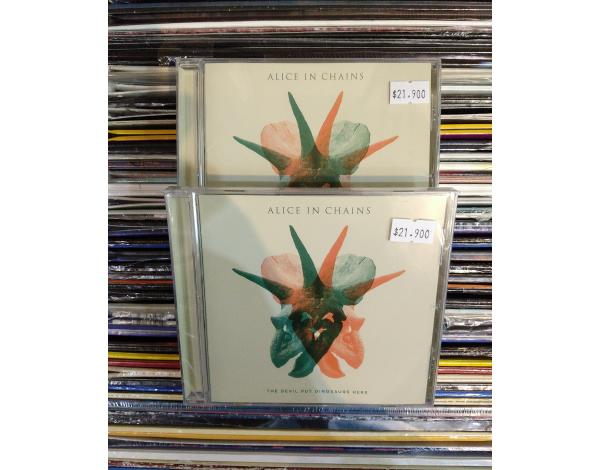 ALICE IN CHAINS
$21.900
ALICE IN CHAINS
$21.900
THE DEVIL PUT DINOSAURS HERE